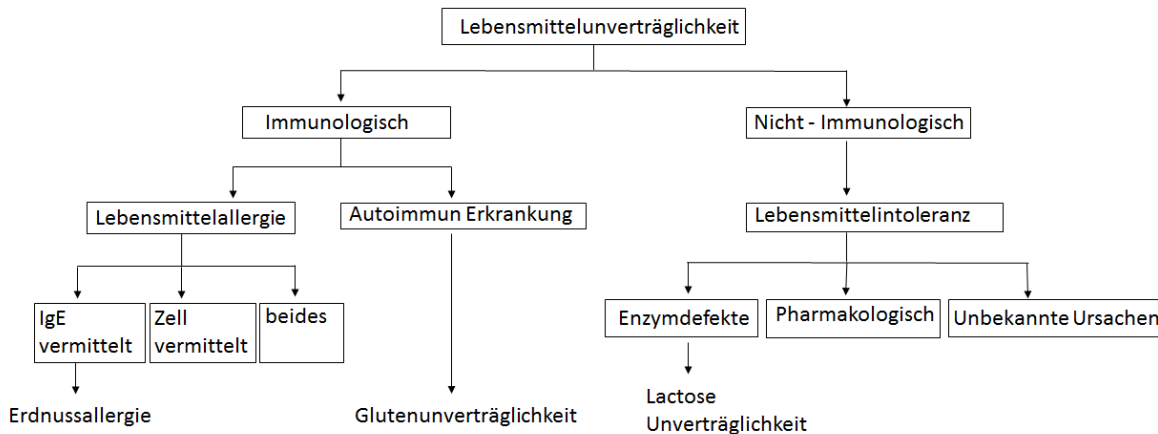 Lebensmittelunverträglichkeit
Immunologisch
Nicht - Immunologisch
Lebensmittelallergie
Autoimmun Erkrankung
Lebensmittelintoleranz
IgE
vermittelt
Zell
vermittelt
beides
Enzymdefekte
Pharmakologisch
Unbekannte Ursachen
Erdnussallergie
Glutenunverträglichkeit
Lactose
Unverträglichkeit